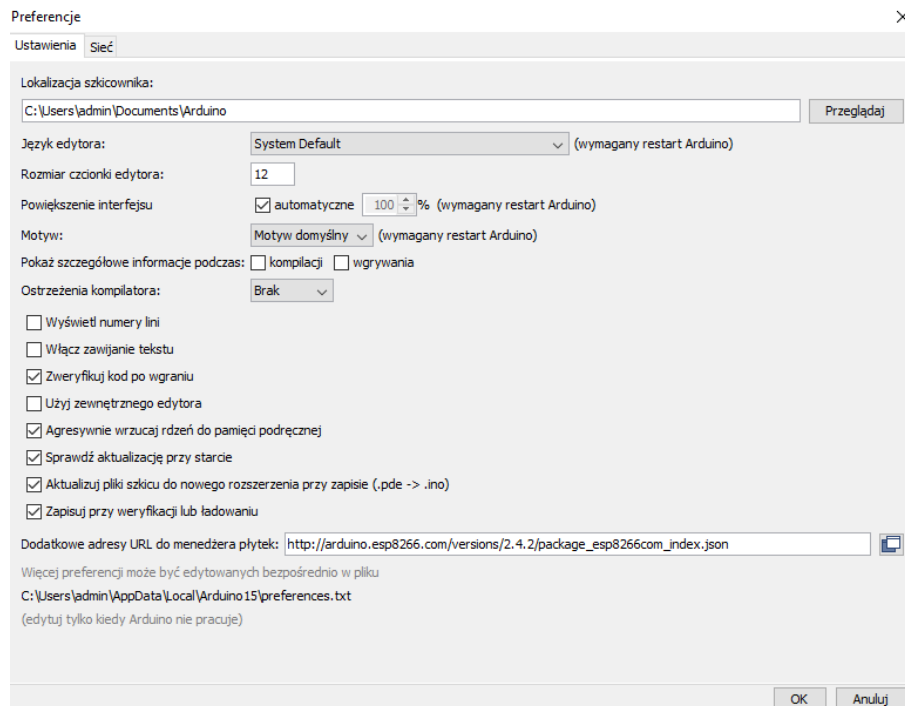 Preferencje
Ustawienia Sieć
Lokalizacja szkicownika:
C:\Users\admin\Documents\Arduino Przeglądaj
Język edytora: System Default (wymagany restart Arduino)
Rozmiar czcionki edytora: 12
Powiększenie interfejsu automatyczne 100 % (wymagany restart Arduino)
Motyw: Motyw domyślny (wymagany restart Arduino)
Pokaż szczegółowe informacje podczas: kompilacji wgrywania
Ostrzeżenia kompilatora: Brak
Wyświetl numery lini
Włącz zawijanie tekstu
Zweryfikuj kod po wgraniu
Użyj zewnętrznego edytora
Agresywnie wrzucaj rdzeń do pamięci podręcznej
Sprawdź aktualizację przy starcie
Aktualizuj pliki szkicu do nowego rozszerzenia przy zapisie (.pde -> .ino)
Zapisuj przy weryfikacji lub ładowaniu
Dodatkowe adresy URL do menedżera płytek: http://arduino.esp8266.com/versions/2.4.2/package_esp8266com_index.json
Więcej preferencji może być edytowanych bezpośrednio w pliku
C:\Users\admin\AppData\Local\Arduino15\preferences.txt
(edytuj tylko kiedy Arduino nie pracuje)
OK Anuluj